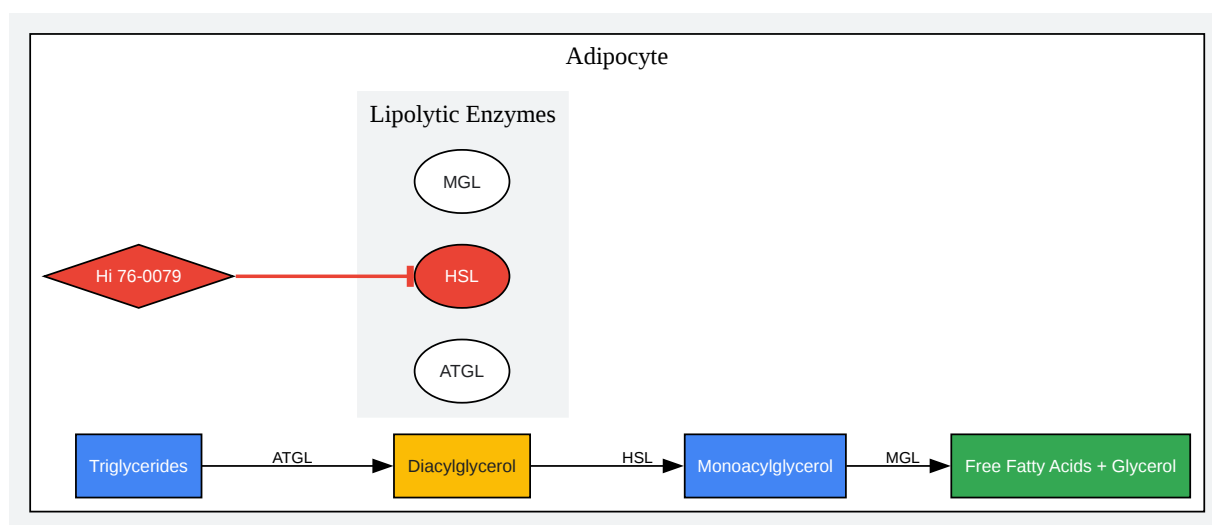 Adipocyte
Lipolytic Enzymes
MGL
Hi 76-0079
HSL
ATGL
Triglycerides
ATGL
Diacylglycerol
HSL
Monoacylglycerol
MGL
Free Fatty Acids + Glycerol